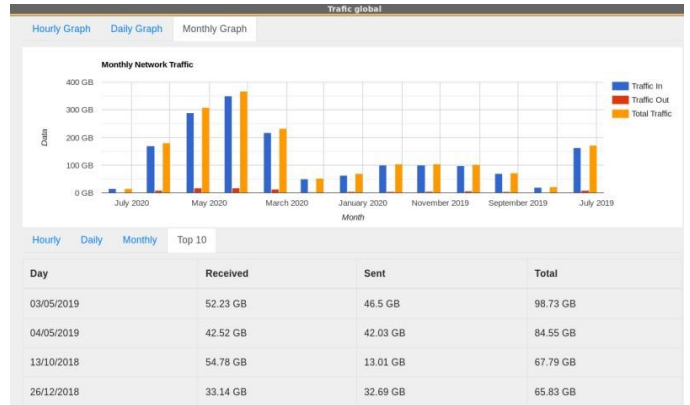 Trafic global
Hourly Graph Daily Graph Monthly Graph
Monthly Network Traffic
400 GB
300 GB
200 GB
100 GB
0 GB
Data
July 2020 May 2020 March 2020 January 2020 November 2019 September 2019 July 2019
Month
Traffic In
Traffic Out
Total Traffic
Hourly Daily Monthly Top 10
Day Received Sent Total
03/05/2019 52.23 GB 46.5 GB 98.73 GB
04/05/2019 42.52 GB 42.03 GB 84.55 GB
13/10/2018 54.78 GB 13.01 GB 67.79 GB
26/12/2018 33.14 GB 32.69 GB 65.83 GB